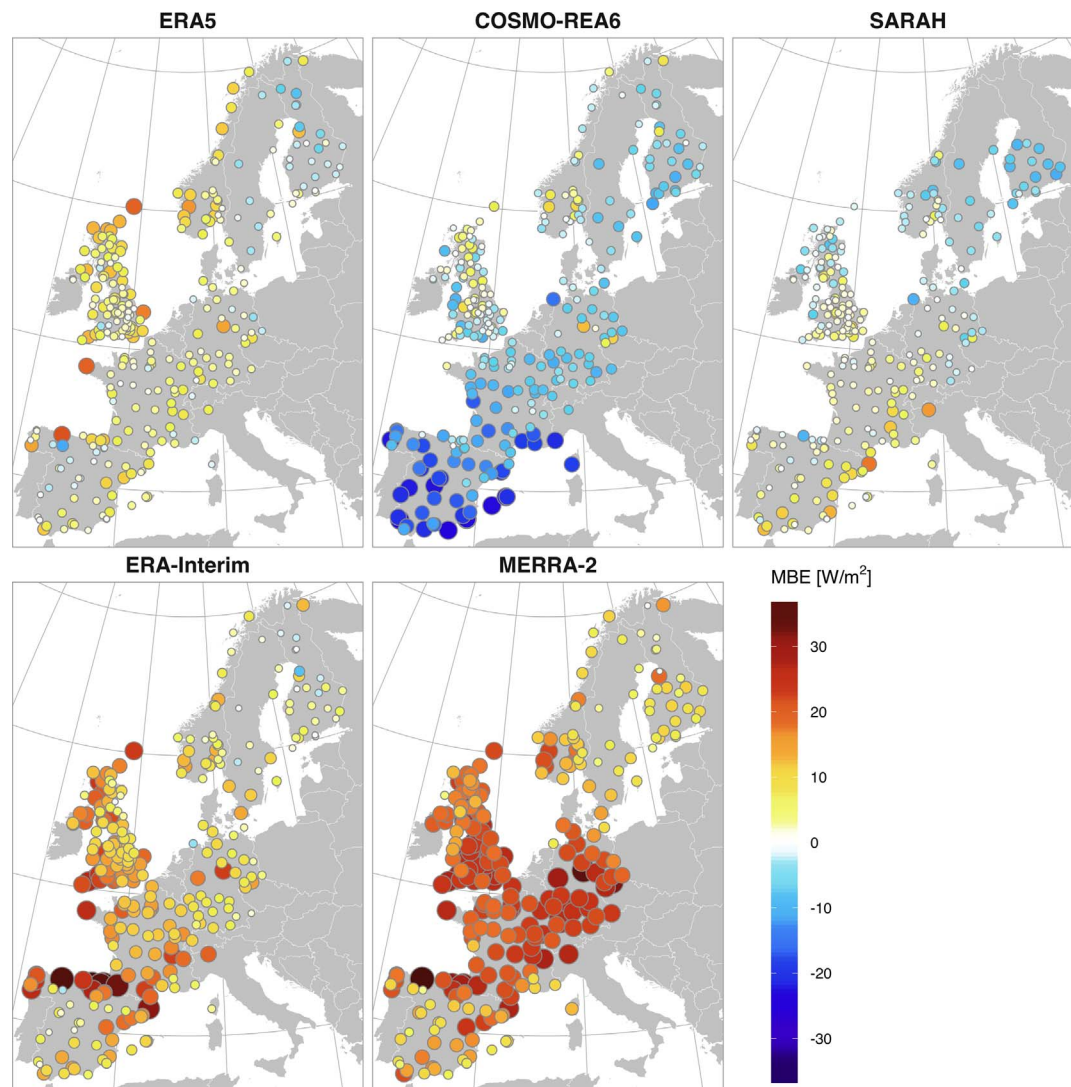 ERA5
COSMO-REA6
SARAH
ERA-Interim
MERRA-2
MBE [W/m²]
30
20
10
0
-10
-20
-30